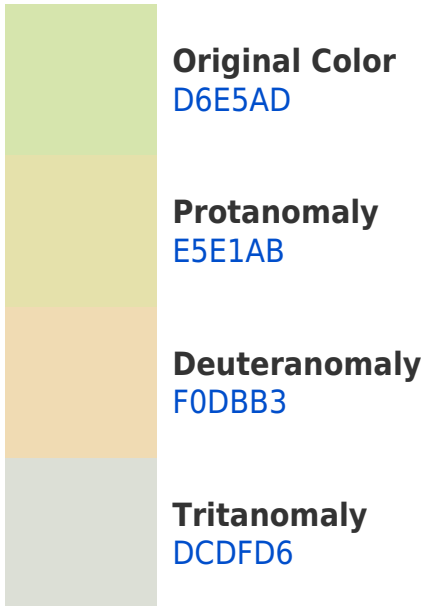 Original Color
D6E5AD
Protanomaly
E5E1AB
Deuteranomaly
F0DBB3
Tritanomaly
DCDFD6